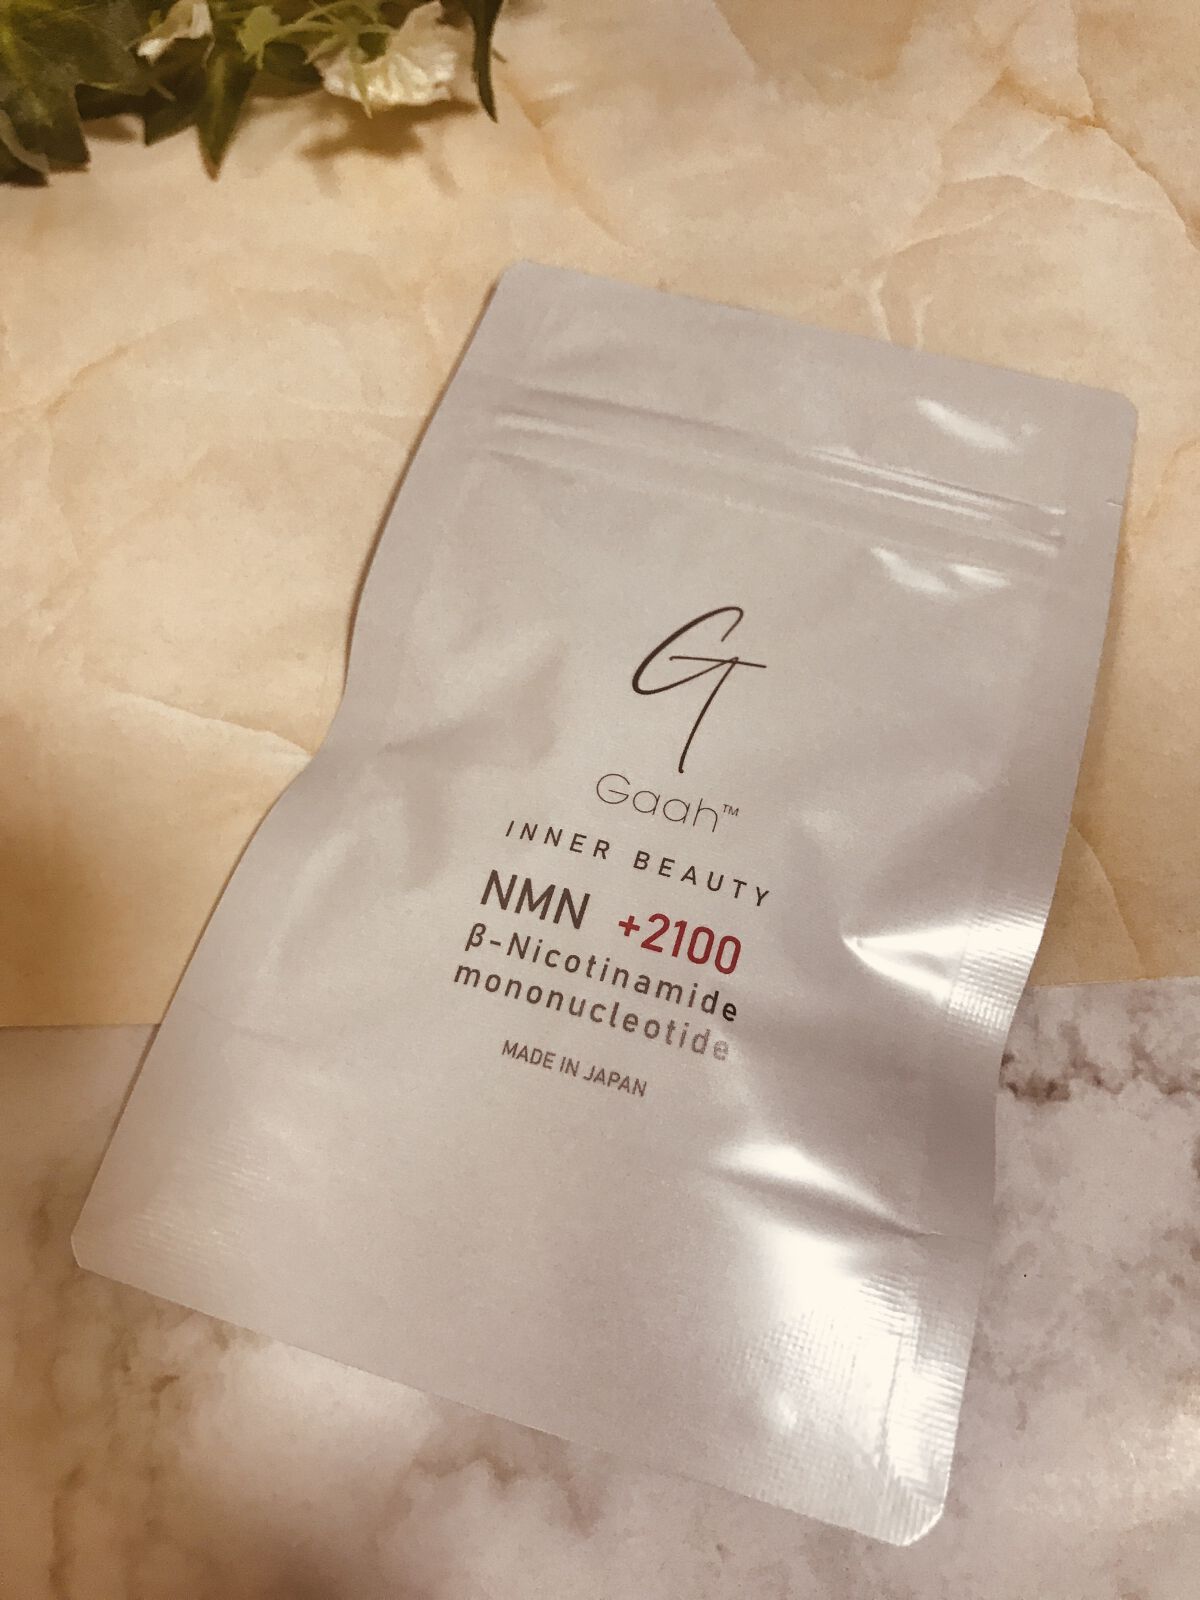 G
Gaah™
INNER BEAUTY
NMN +2100
β-Nicotinamide
mononucleotide
MADE IN JAPAN